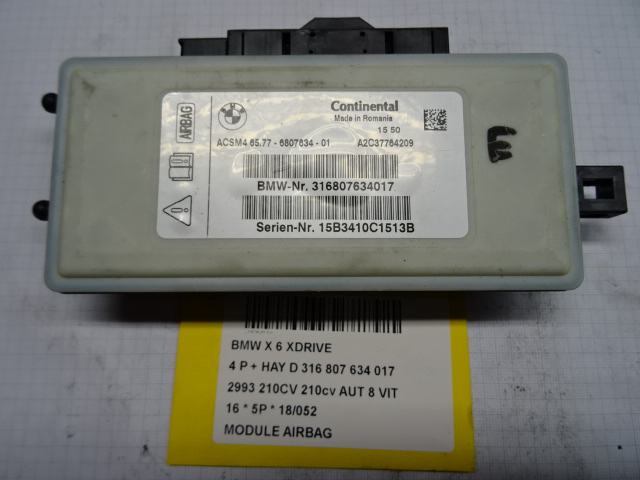 AIRBAG
BMW
Continental
Made in Romania
15 50
ACSM4 65.77 - 6807634 - 01 A2C37764209
BMW-Nr. 316807634017
Serien-Nr. 15B3410C1513B
BMW X 6 XDRIVE
4 P + HAY D 316 807 634 017
2993 210CV 210cv AUT 8 VIT
16 * 5P * 18/052
MODULE AIRBAG